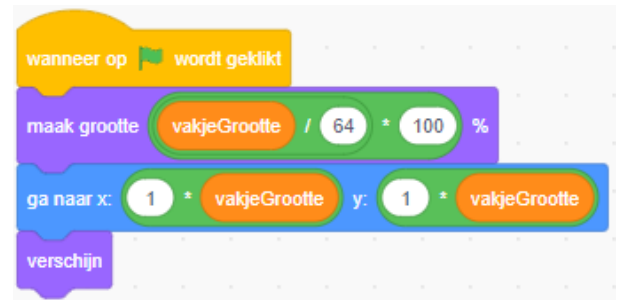 wanneer op wordt geklikt
maak grootte vakjeGrootte / 64 * 100 %
ga naar x: 1 * vakjeGrootte y: 1 * vakjeGrootte
verschijn